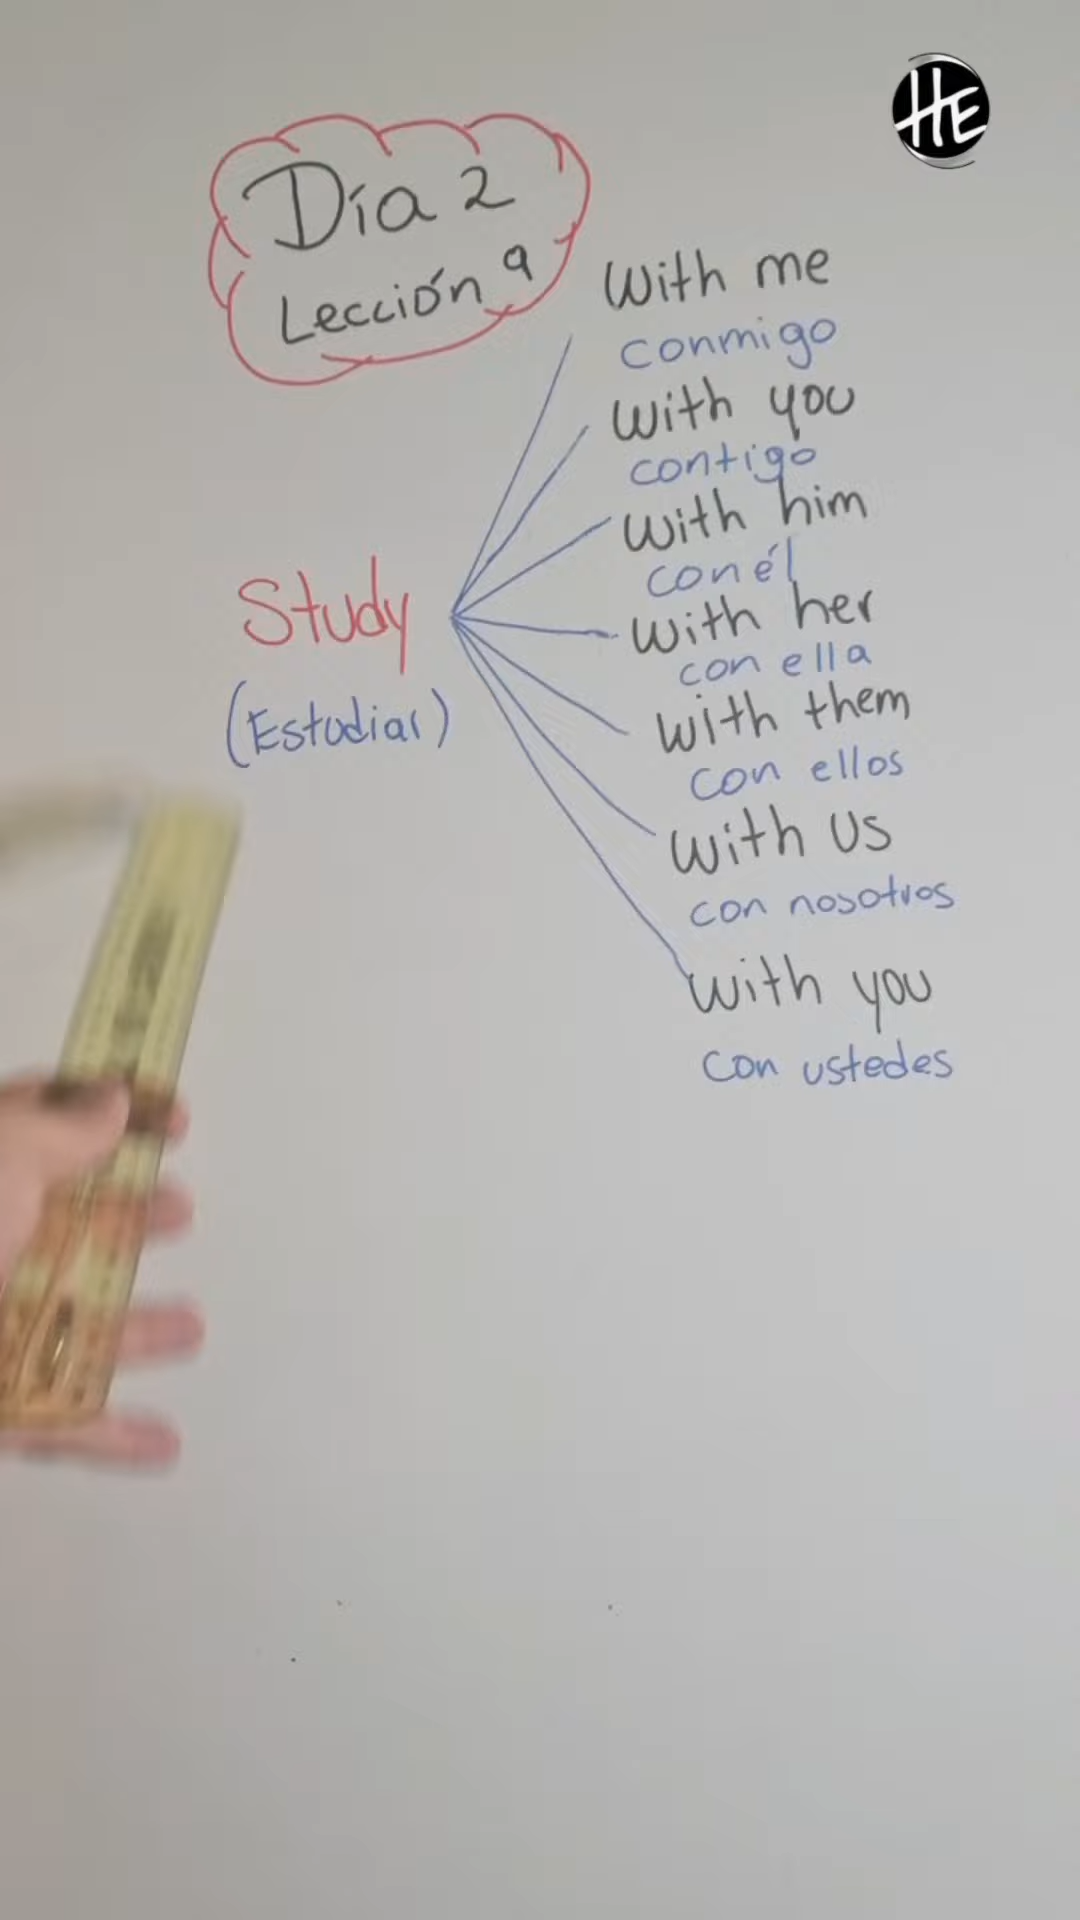 HE
Día 2
Lección 9
With me
conmigo
With you
contigo
With him
con él
With her
con ella
With them
con ellos
With us
con nosotros
With you
con ustedes
Study
(Estudiar)